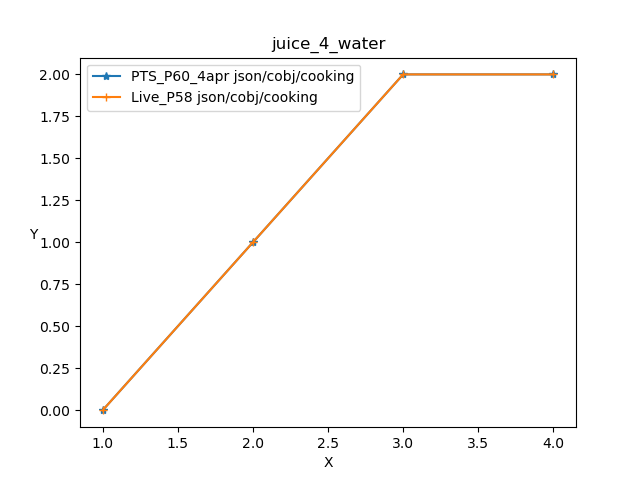 juice_4_water
PTS_P60_4apr json/cobj/cooking
Live_P58 json/cobj/cooking
2.00
1.75
1.50
1.25
Y
1.00
0.75
0.50
0.25
0.00
1.0 1.5 2.0 2.5 3.0 3.5 4.0
X